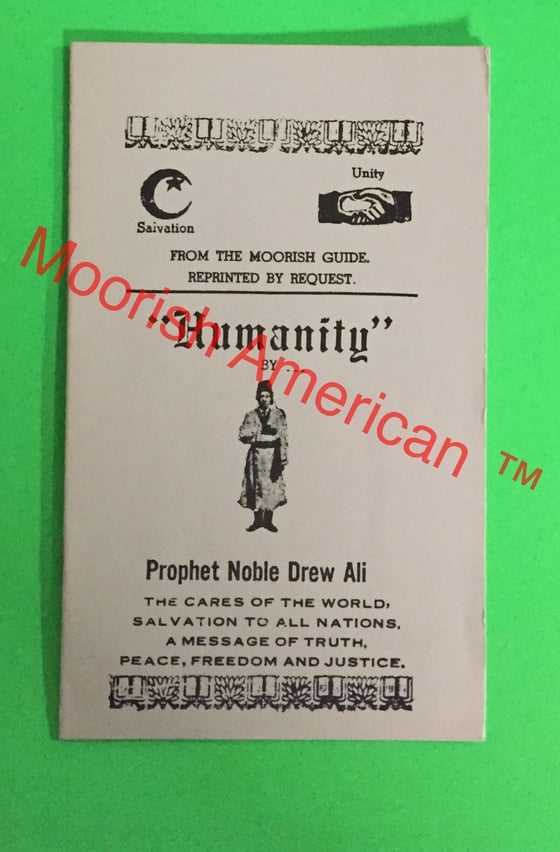 Unity
Salvation
FROM THE MOORISH GUIDE.
REPRINTED BY REQUEST.
"Humanity"
BY . . .
Prophet Noble Drew Ali
THE CARES OF THE WORLD,
SALVATION TO ALL NATIONS,
A MESSAGE OF TRUTH,
PEACE, FREEDOM AND JUSTICE.
Moorish American ™